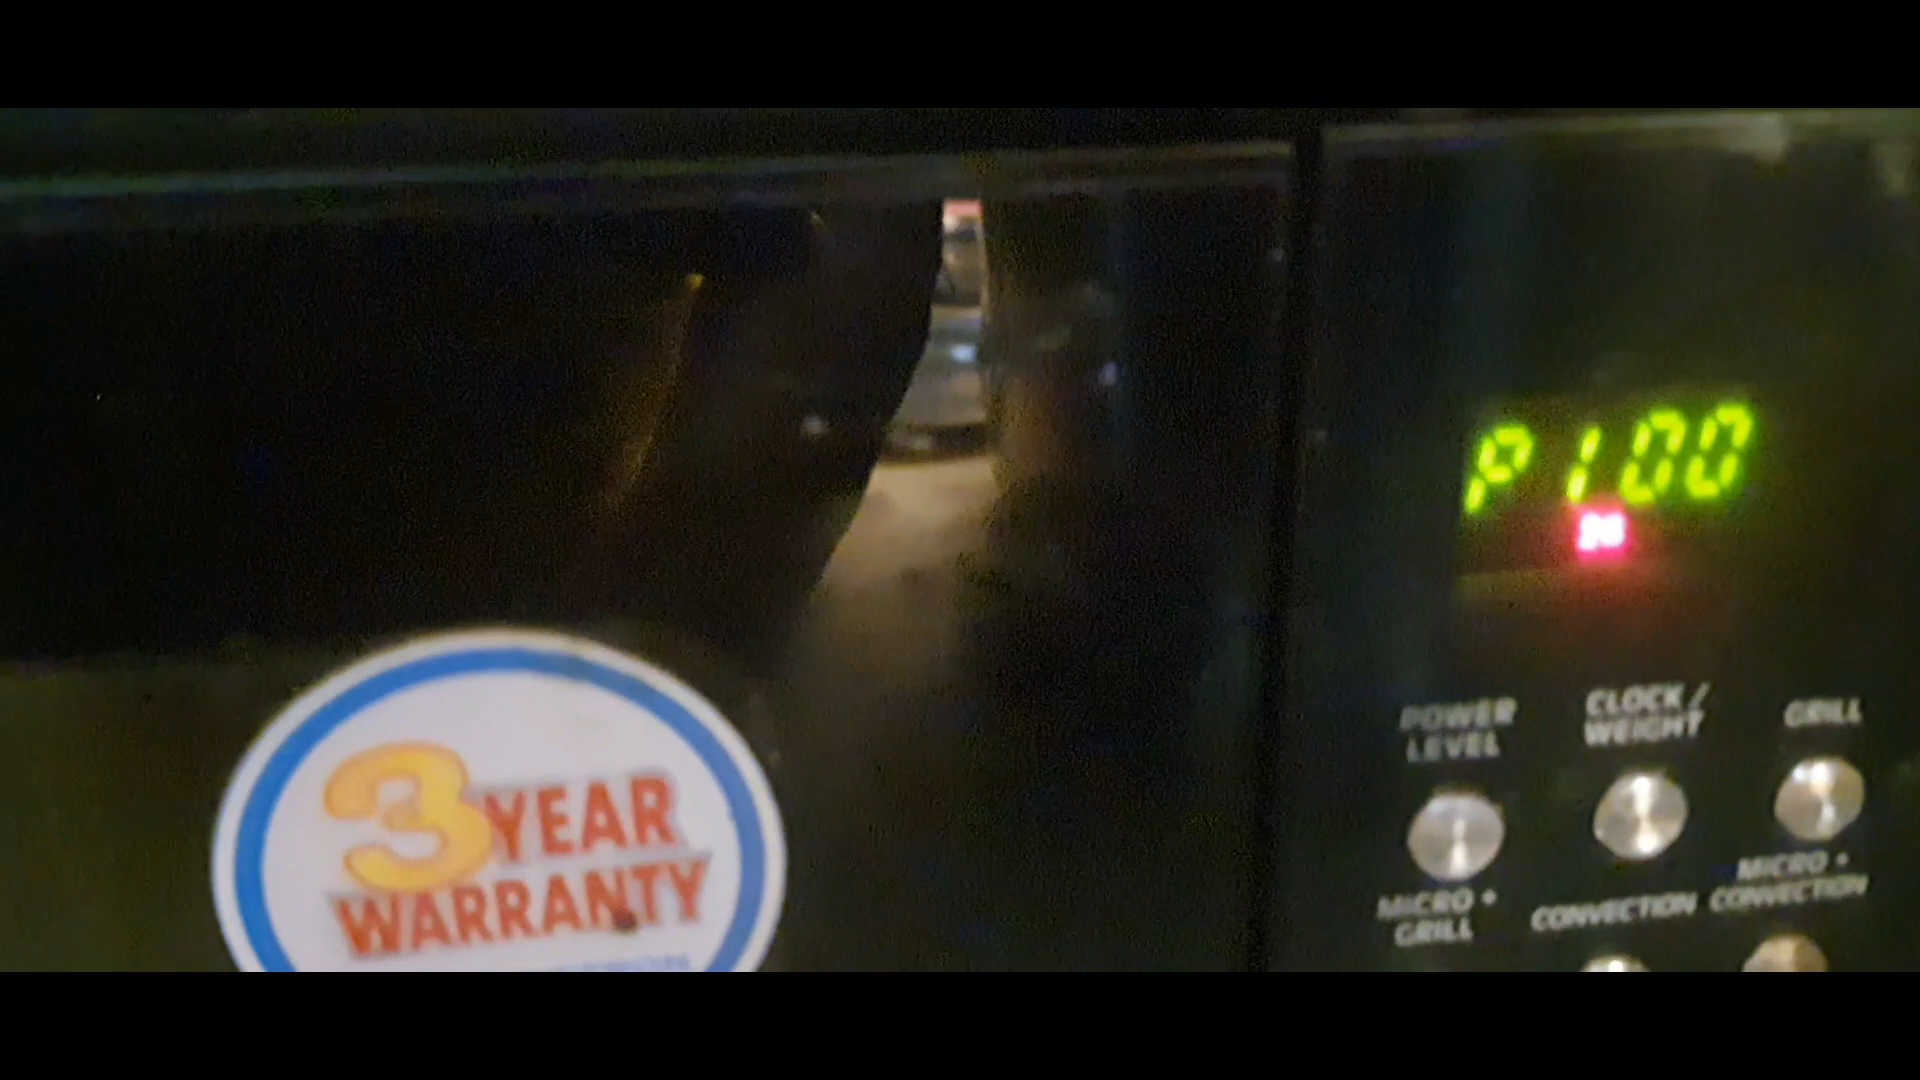 P100
POWER
LEVEL
CLOCK/
WEIGHT
GRILL
MICRO +
GRILL
CONVECTION
MICRO +
CONVECTION
3 YEAR
WARRANTY